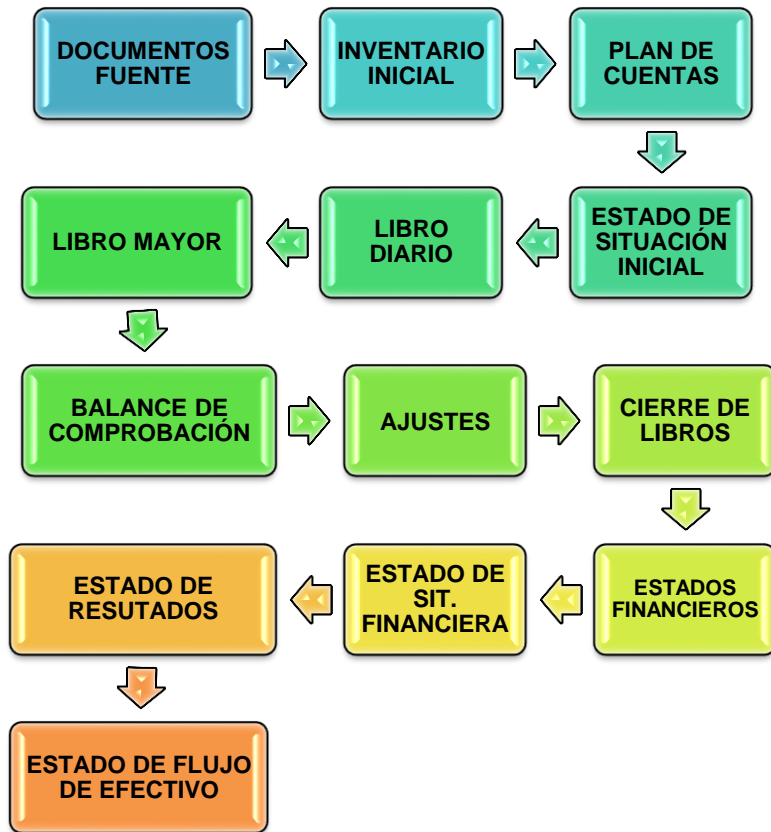 DOCUMENTOS
FUENTE
INVENTARIO
INICIAL
PLAN DE
CUENTAS
ESTADO DE
SITUACIÓN
INICIAL
LIBRO
DIARIO
LIBRO MAYOR
BALANCE DE
COMPROBACIÓN
AJUSTES
CIERRE DE
LIBROS
ESTADOS
FINANCIEROS
ESTADO DE
SIT.
FINANCIERA
ESTADO DE
RESUTADOS
ESTADO DE FLUJO
DE EFECTIVO